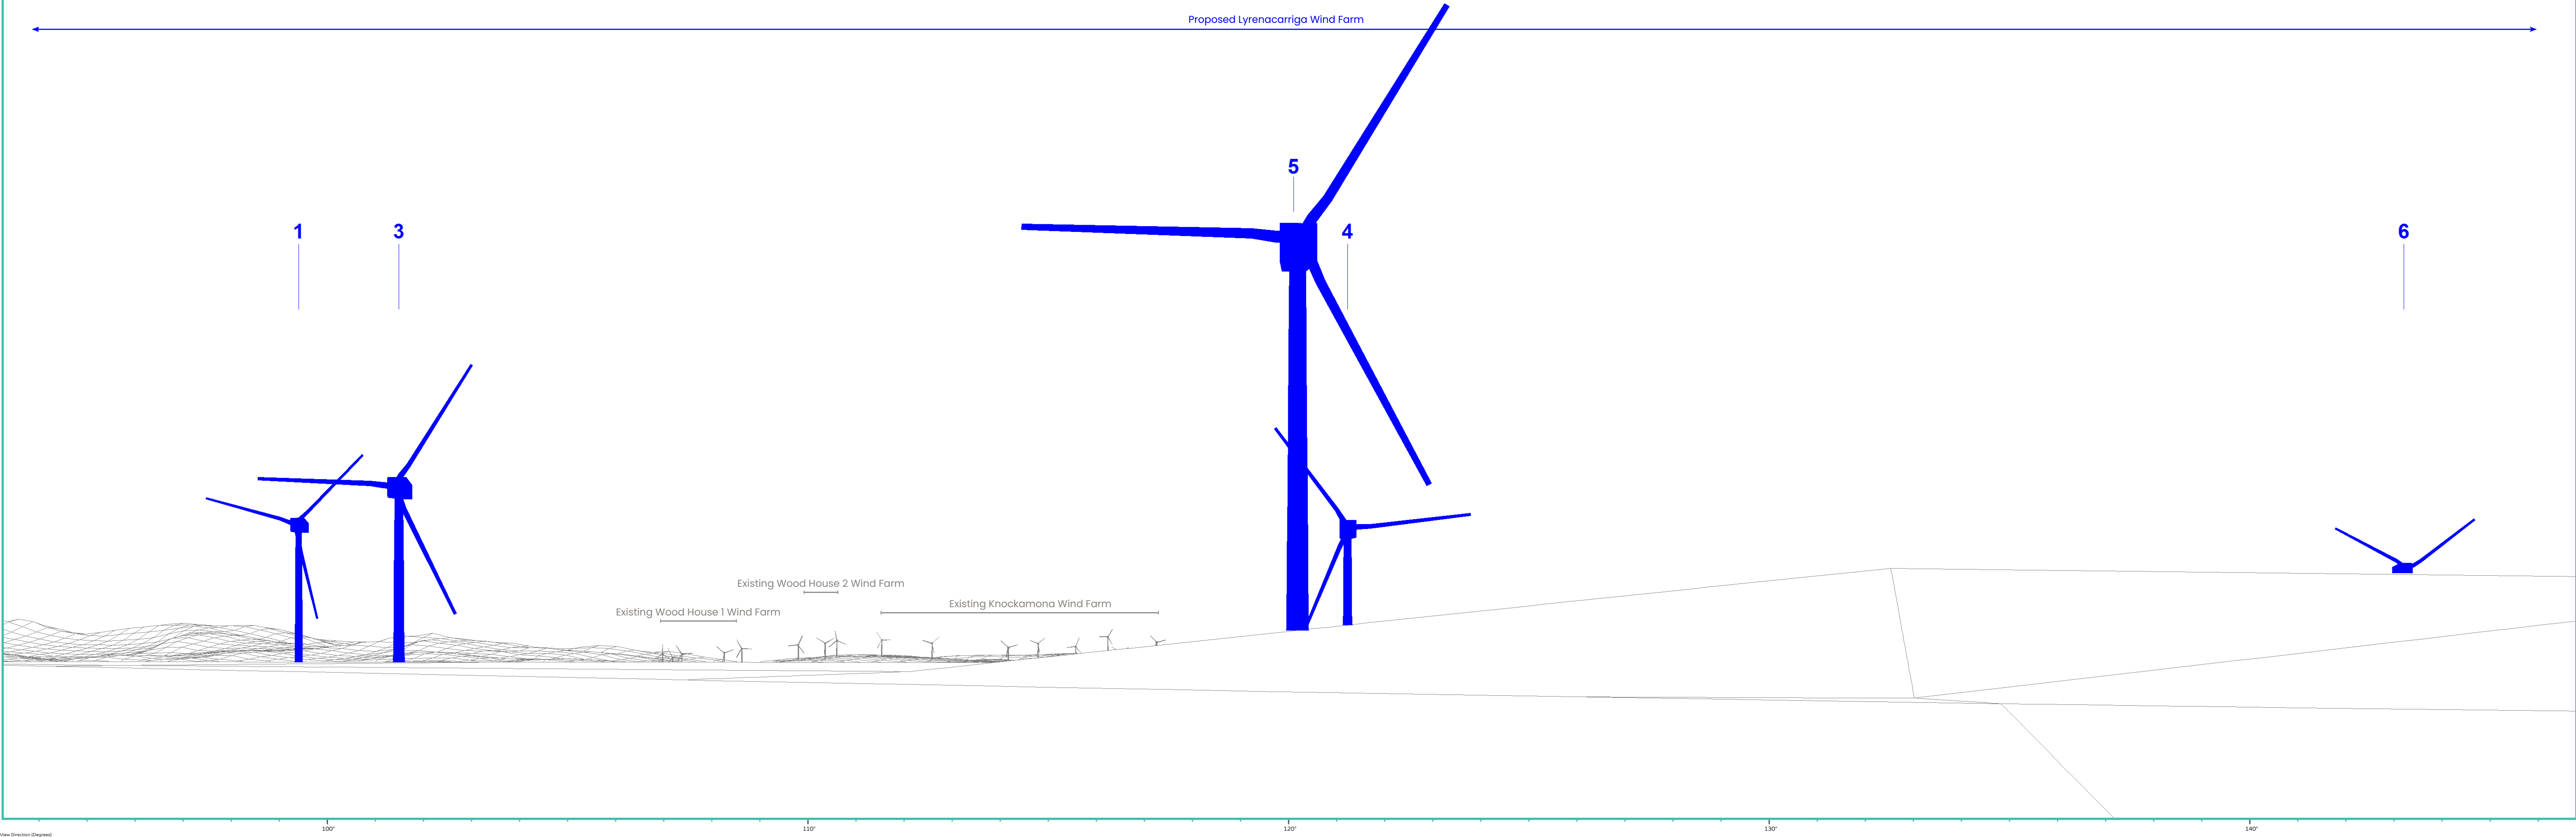 Proposed Lyrenacarriga Wind Farm
5
1
3
4
6
Existing Wood House 2 Wind Farm
Existing Knockamona Wind Farm
Existing Wood House 1 Wind Farm
100°
110°
120°
130°
140°
View Direction (Degrees)